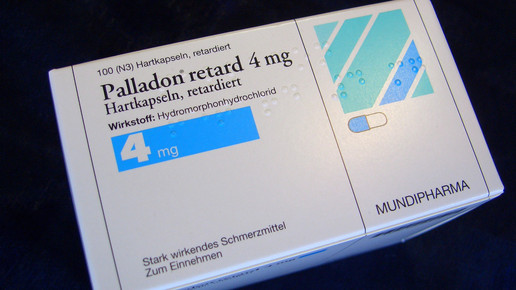 100 (N3) Hartkapseln, retardiert
Palladon® retard 4 mg
Hartkapseln, retardiert
Wirkstoff: Hydromorphonhydrochlorid
4 mg
Stark wirkendes Schmerzmittel
Zum Einnehmen
MUNDIPHARMA